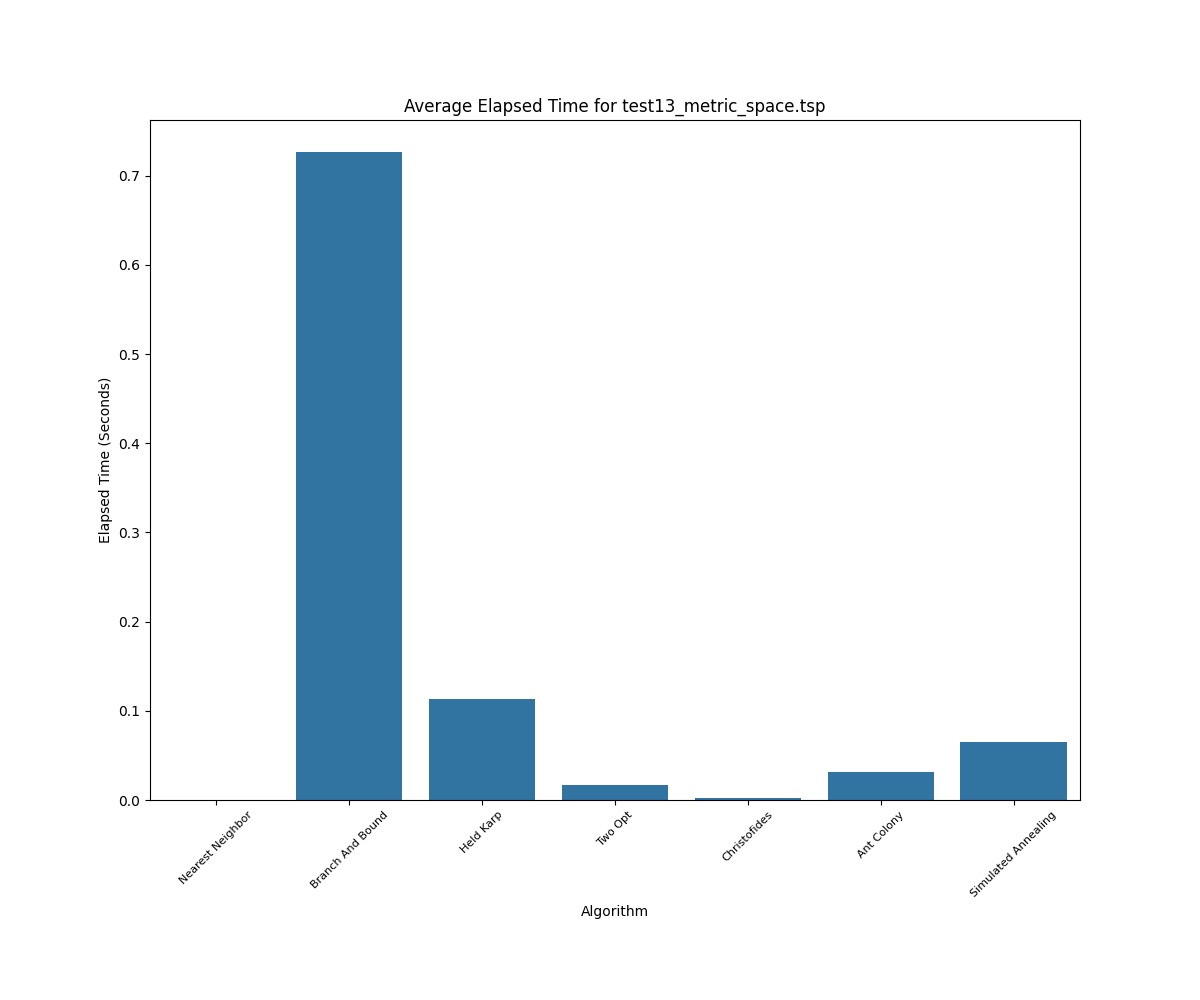 Average Elapsed Time for test13_metric_space.tsp
Elapsed Time (Seconds)
0.7
0.6
0.5
0.4
0.3
0.2
0.1
0.0
Nearest Neighbor
Branch And Bound
Held Karp
Two Opt
Christofides
Ant Colony
Simulated Annealing
Algorithm